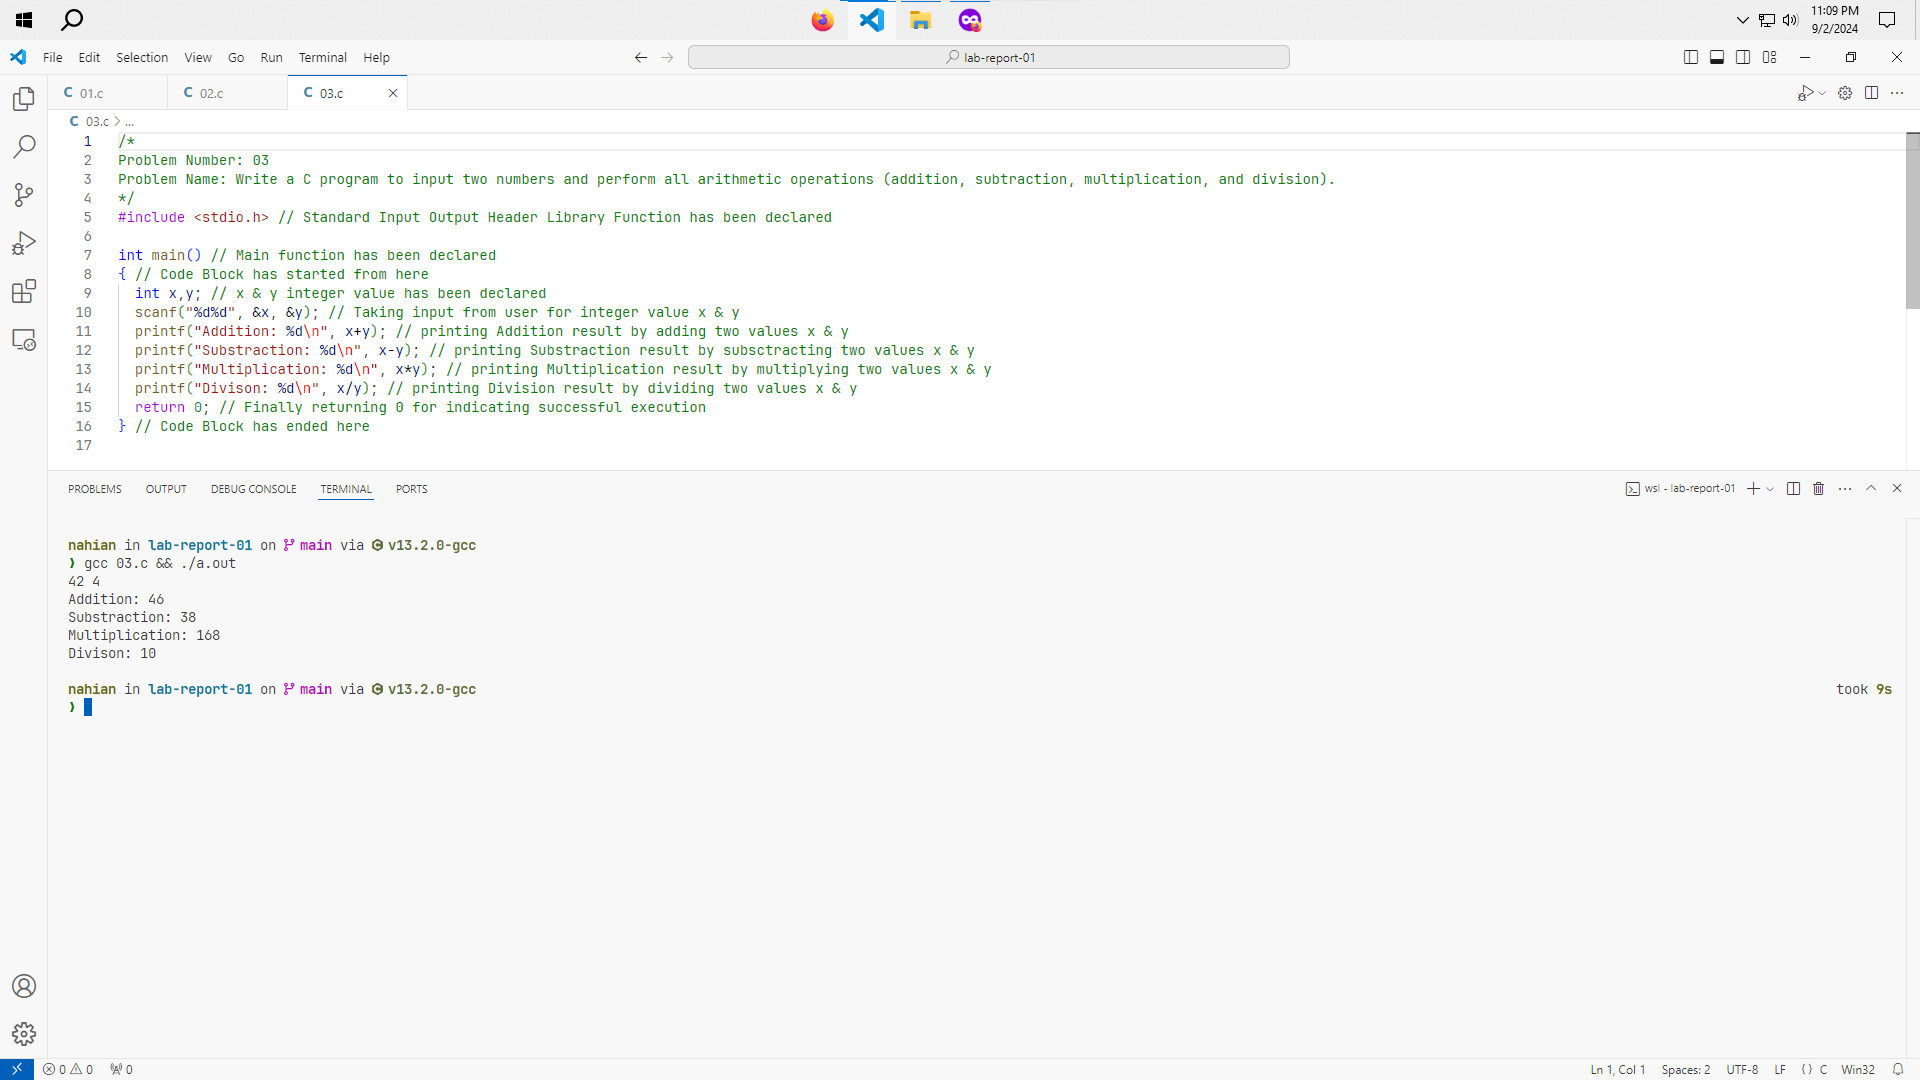 11:09 PM
9/2/2024
File Edit Selection View Go Run Terminal Help
lab-report-01
C 01.c
C 02.c
C 03.c
C 03.c > ...
1 /*
2 Problem Number: 03
3 Problem Name: Write a C program to input two numbers and perform all arithmetic operations (addition, subtraction, multiplication, and division).
4 */
5 #include <stdio.h> // Standard Input Output Header Library Function has been declared
6
7 int main() // Main function has been declared
8 { // Code Block has started from here
9 int x,y; // x & y integer value has been declared
10 scanf("%d%d", &x, &y); // Taking input from user for integer value x & y
11 printf("Addition: %d\n", x+y); // printing Addition result by adding two values x & y
12 printf("Substraction: %d\n", x-y); // printing Substraction result by subsctracting two values x & y
13 printf("Multiplication: %d\n", x*y); // printing Multiplication result by multiplying two values x & y
14 printf("Divison: %d\n", x/y); // printing Division result by dividing two values x & y
15 return 0; // Finally returning 0 for indicating successful execution
16 } // Code Block has ended here
17
PROBLEMS OUTPUT DEBUG CONSOLE TERMINAL PORTS
wsl - lab-report-01
nahian in lab-report-01 on main via C v13.2.0-gcc
❯ gcc 03.c && ./a.out
42 4
Addition: 46
Substraction: 38
Multiplication: 168
Divison: 10
nahian in lab-report-01 on main via C v13.2.0-gcc took 9s
❯
0 0 0
Ln 1, Col 1 Spaces: 2 UTF-8 LF {} C Win32